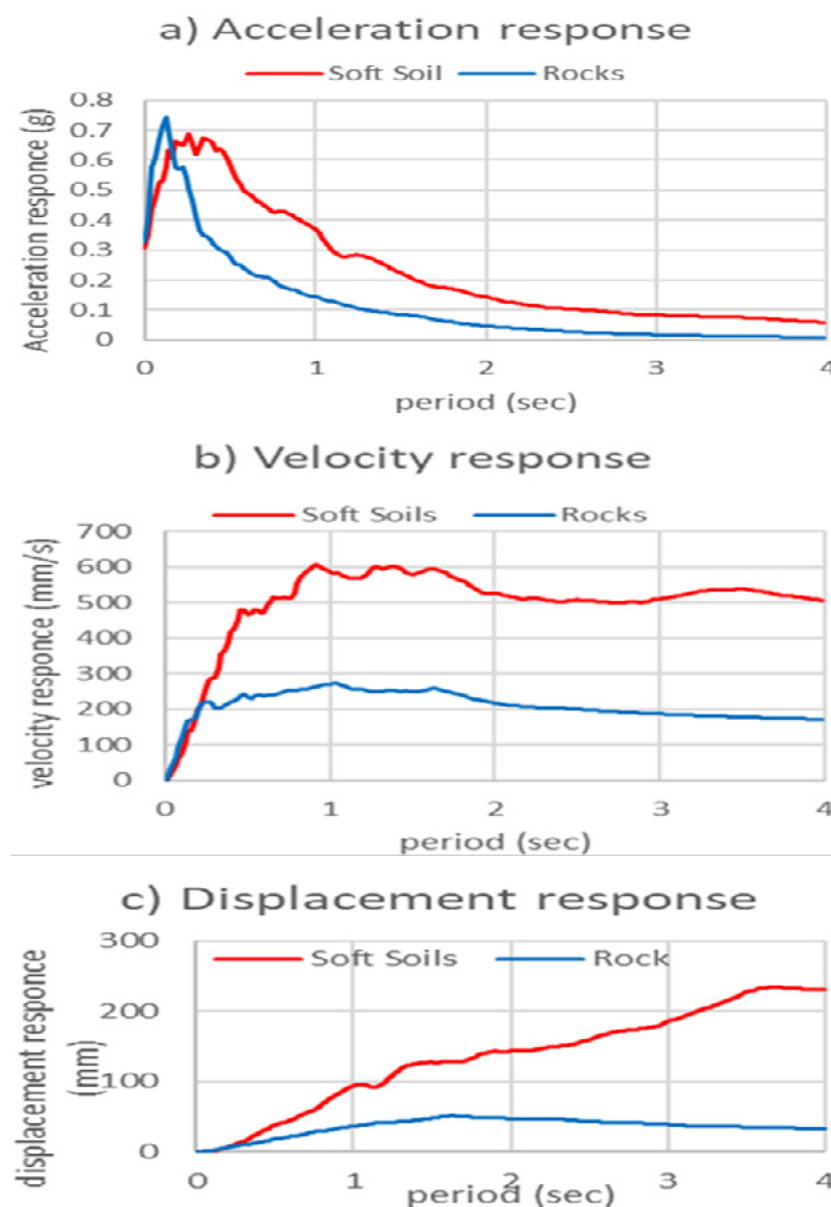 a) Acceleration response
Soft Soil Rocks
Acceleration responce (g)
0.8
0.7
0.6
0.5
0.4
0.3
0.2
0.1
0
0 1 2 3 4
period (sec)
b) Velocity response
Soft Soils Rocks
velocity responce (mm/s)
700
600
500
400
300
200
100
0
0 1 2 3 4
period (sec)
c) Displacement response
Soft Soils Rock
displacement responce
(mm)
300
200
100
0
0 1 2 3 4
period (sec)